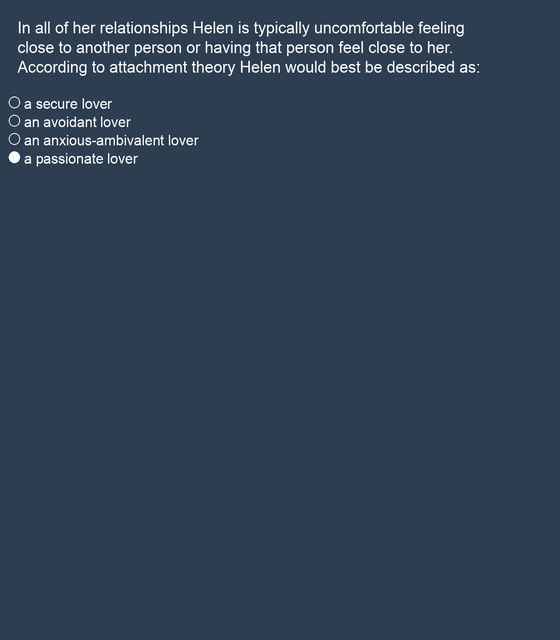 In all of her relationships Helen is typically uncomfortable feeling
close to another person or having that person feel close to her.
According to attachment theory Helen would best be described as:
a secure lover
an avoidant lover
an anxious-ambivalent lover
a passionate lover